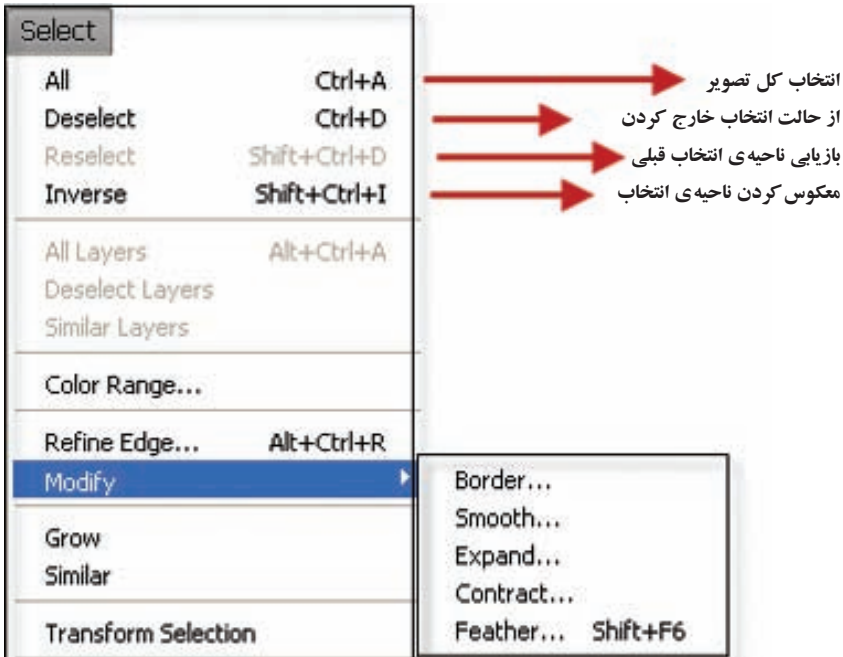 Select
All Ctrl+A انتخاب کل تصویر
Deselect Ctrl+D از حالت انتخاب خارج کردن
Reselect Shift+Ctrl+D بازیابی ناحیه‌ی انتخاب قبلی
Inverse Shift+Ctrl+I معکوس کردن ناحیه‌ی انتخاب
All Layers Alt+Ctrl+A
Deselect Layers
Similar Layers
Color Range...
Refine Edge... Alt+Ctrl+R
Modify
Border...
Smooth...
Expand...
Contract...
Feather... Shift+F6
Grow
Similar
Transform Selection